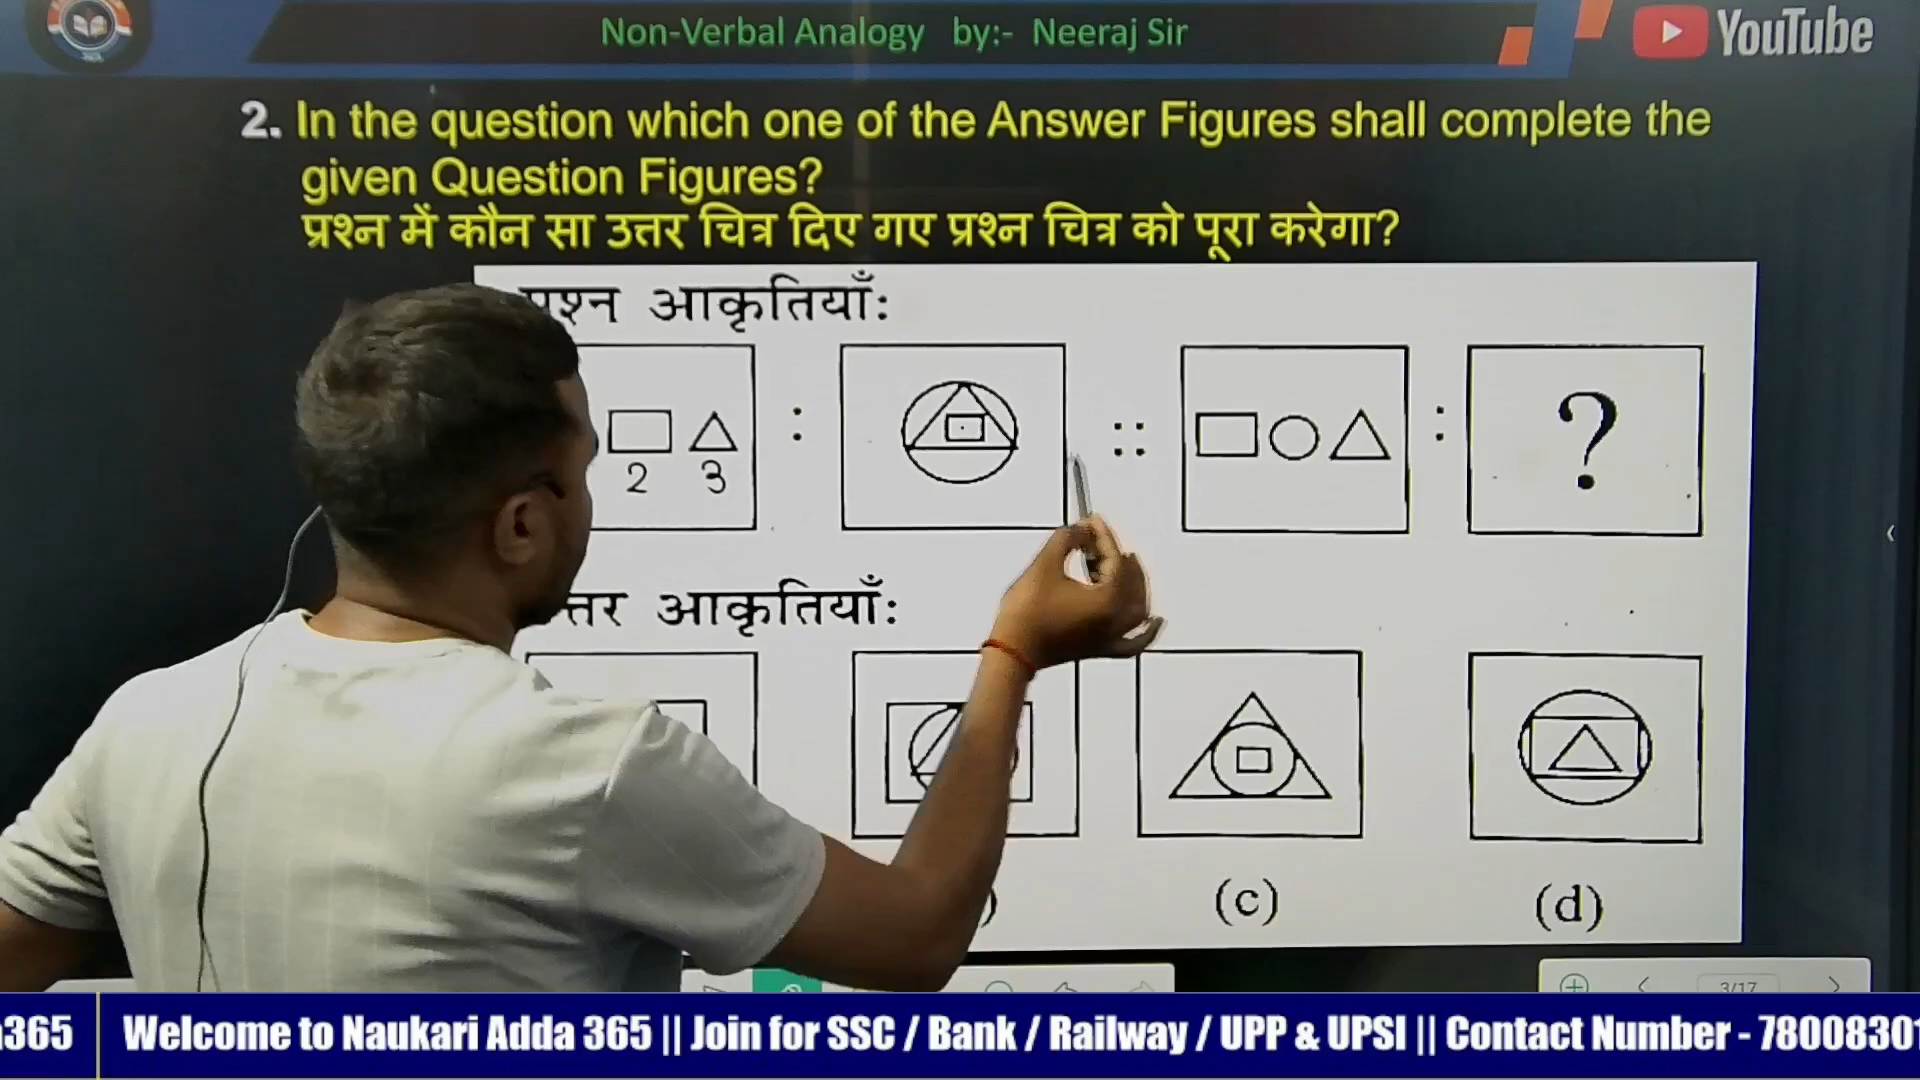 Non-Verbal Analogy by:- Neeraj Sir
YouTube
2. In the question which one of the Answer Figures shall complete the
given Question Figures?
प्रश्न में कौन सा उत्तर चित्र दिए गए प्रश्न चित्र को पूरा करेगा?
आकृतियाँ:
: :: : ?
2 3
आकृतियाँ:
(c) (d)
3/17
Welcome to Naukari Adda 365 || Join for SSC / Bank / Railway / UPP & UPSI || Contact Number -